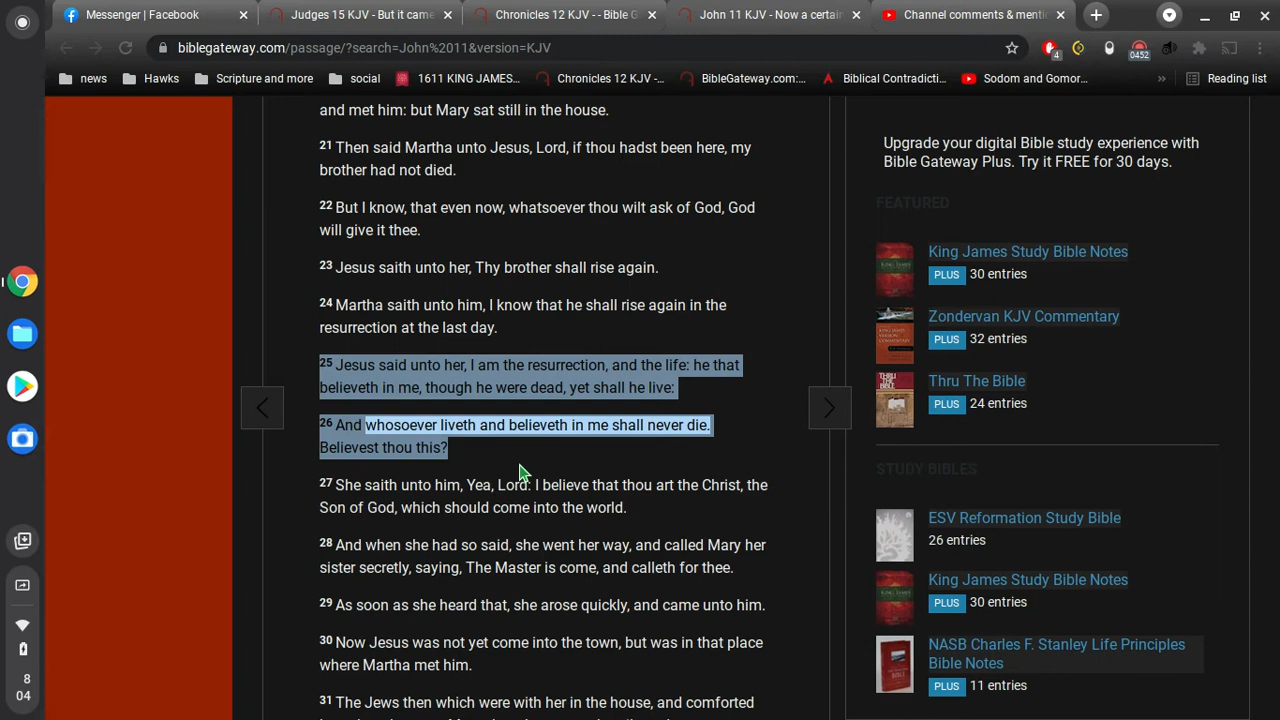 Messenger | Facebook
Judges 15 KJV - But it came
Chronicles 12 KJV - - Bible G
John 11 KJV - Now a certain
Channel comments & mentio
biblegateway.com/passage/?search=John%2011&version=KJV
4
0452
news
Hawks
Scripture and more
social
1611 KING JAMES...
Chronicles 12 KJV -...
BibleGateway.com:...
Biblical Contradicti...
Sodom and Gomor...
»
Reading list
and met him: but Mary sat still in the house.
21 Then said Martha unto Jesus, Lord, if thou hadst been here, my
brother had not died.
22 But I know, that even now, whatsoever thou wilt ask of God, God
will give it thee.
23 Jesus saith unto her, Thy brother shall rise again.
24 Martha saith unto him, I know that he shall rise again in the
resurrection at the last day.
25 Jesus said unto her, I am the resurrection, and the life: he that
believeth in me, though he were dead, yet shall he live:
26 And whosoever liveth and believeth in me shall never die.
Believest thou this?
27 She saith unto him, Yea, Lord: I believe that thou art the Christ, the
Son of God, which should come into the world.
28 And when she had so said, she went her way, and called Mary her
sister secretly, saying, The Master is come, and calleth for thee.
29 As soon as she heard that, she arose quickly, and came unto him.
30 Now Jesus was not yet come into the town, but was in that place
where Martha met him.
31 The Jews then which were with her in the house, and comforted
Upgrade your digital Bible study experience with
Bible Gateway Plus. Try it FREE for 30 days.
FEATURED
King James Study Bible Notes
PLUS 30 entries
Zondervan KJV Commentary
PLUS 32 entries
Thru The Bible
PLUS 24 entries
STUDY BIBLES
ESV Reformation Study Bible
26 entries
King James Study Bible Notes
PLUS 30 entries
NASB Charles F. Stanley Life Principles
Bible Notes
PLUS 11 entries
8
04